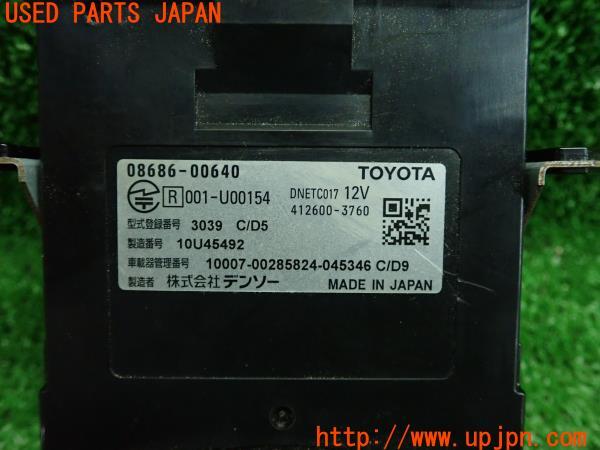 USED PARTS JAPAN
08686-00640 TOYOTA
R 001-U00154 DNETC017 12V
412600-3760
型式登録番号 3039 C/D5
製造番号 10U45492
車載器管理番号 10007-00285824-045346 C/D9
製造者 株式会社デンソー MADE IN JAPAN
http://www.upjpn.com